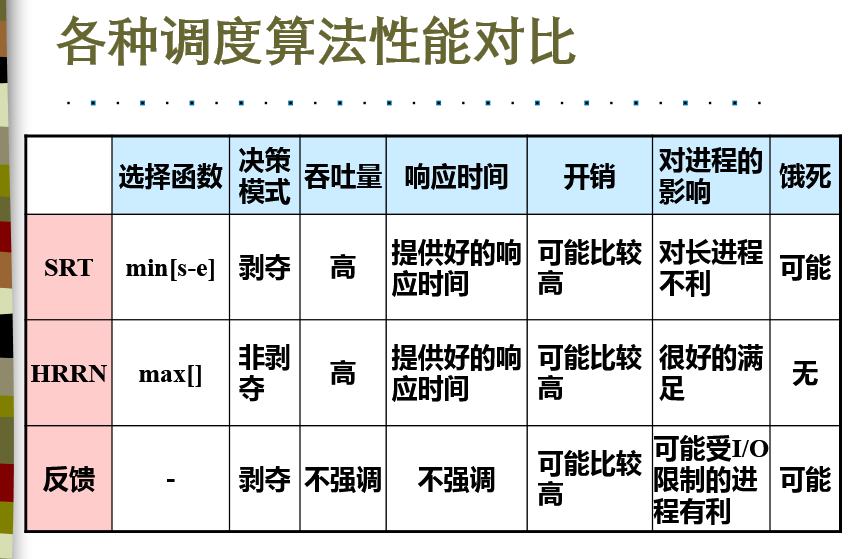 各种调度算法性能对比
选择函数 决策模式 吞吐量 响应时间 开销 对进程的影响 饿死
SRT min[s-e] 剥夺 高 提供好的响应时间 可能比较高 对长进程不利 可能
HRRN max[] 非剥夺 高 提供好的响应时间 可能比较高 很好的满足 无
反馈 - 剥夺 不强调 不强调 可能比较高 可能受I/O限制的进程有利 可能